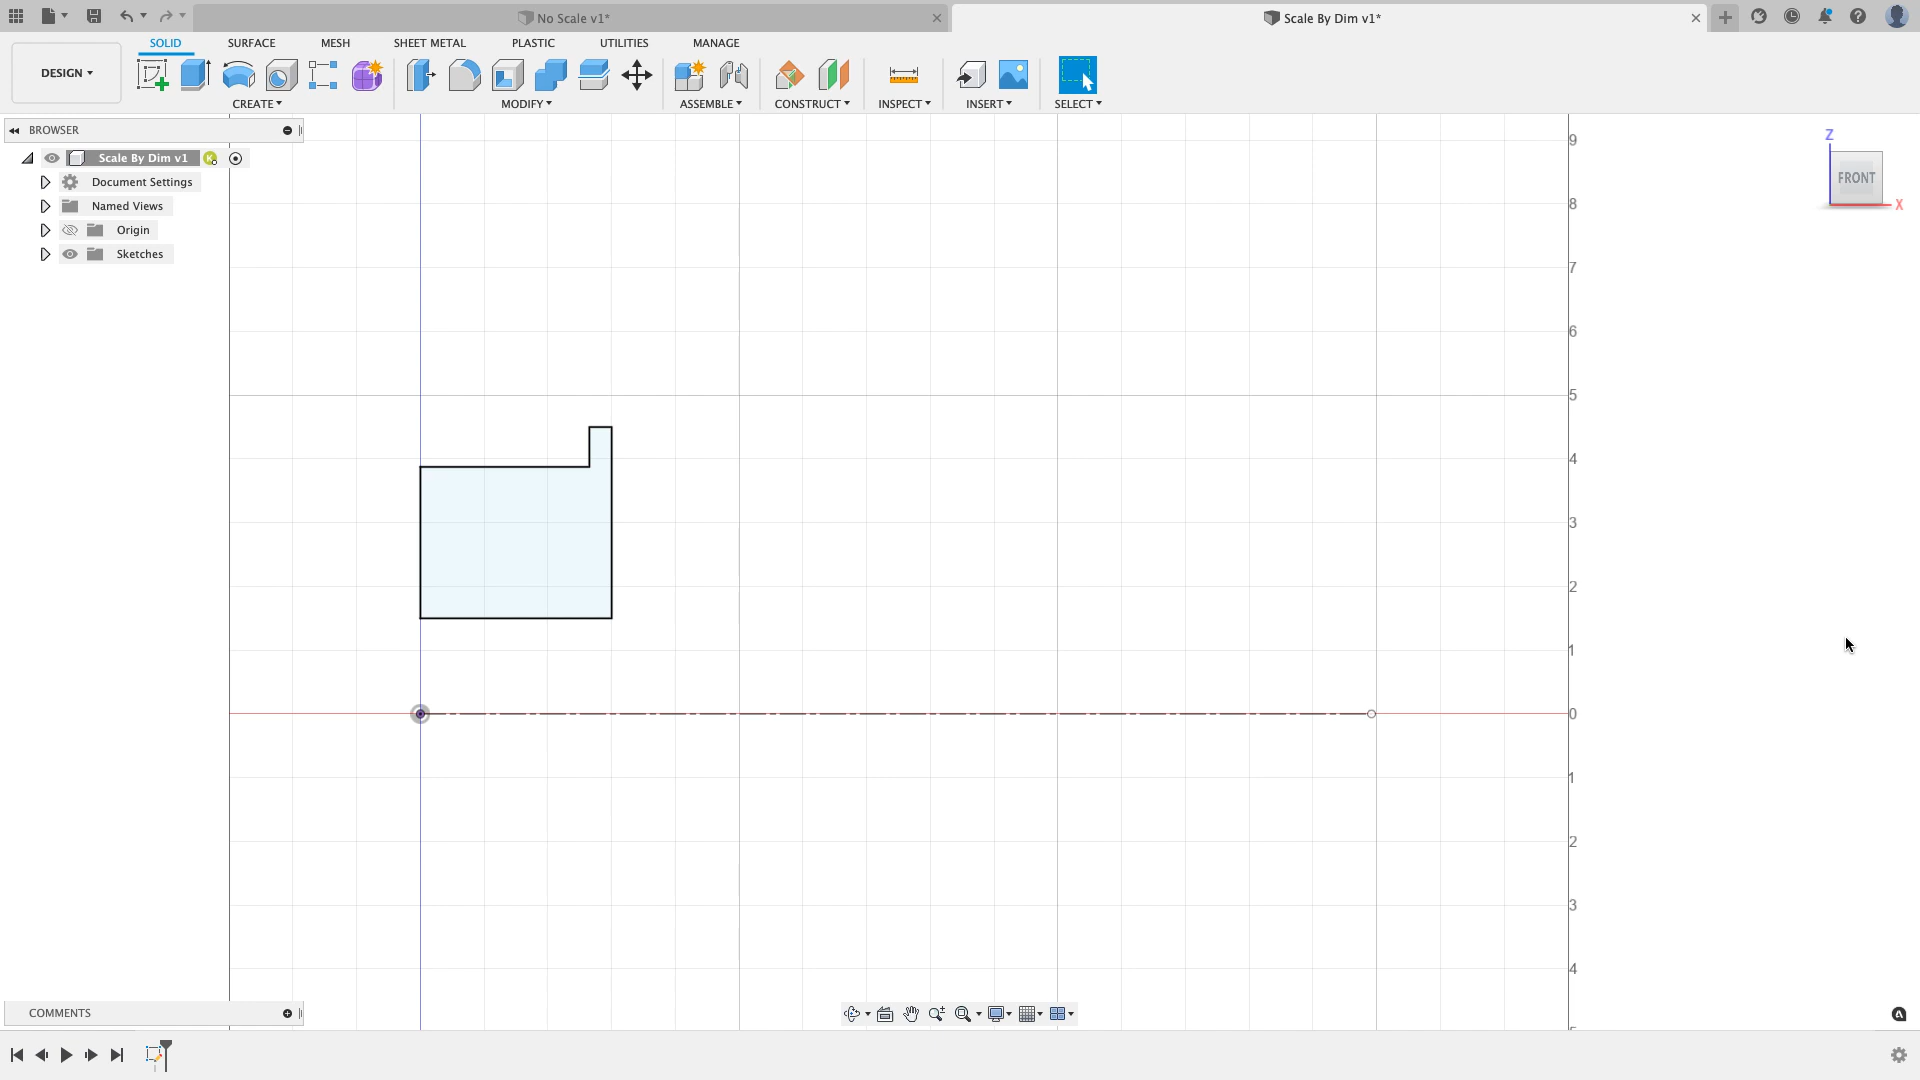 No Scale v1*
Scale By Dim v1*
SOLID SURFACE MESH SHEET METAL PLASTIC UTILITIES MANAGE
DESIGN
CREATE MODIFY ASSEMBLE CONSTRUCT INSPECT INSERT SELECT
BROWSER
Scale By Dim v1
Document Settings
Named Views
Origin
Sketches
Z
FRONT
X
9
8
7
6
5
4
3
2
1
0
1
2
3
4
COMMENTS